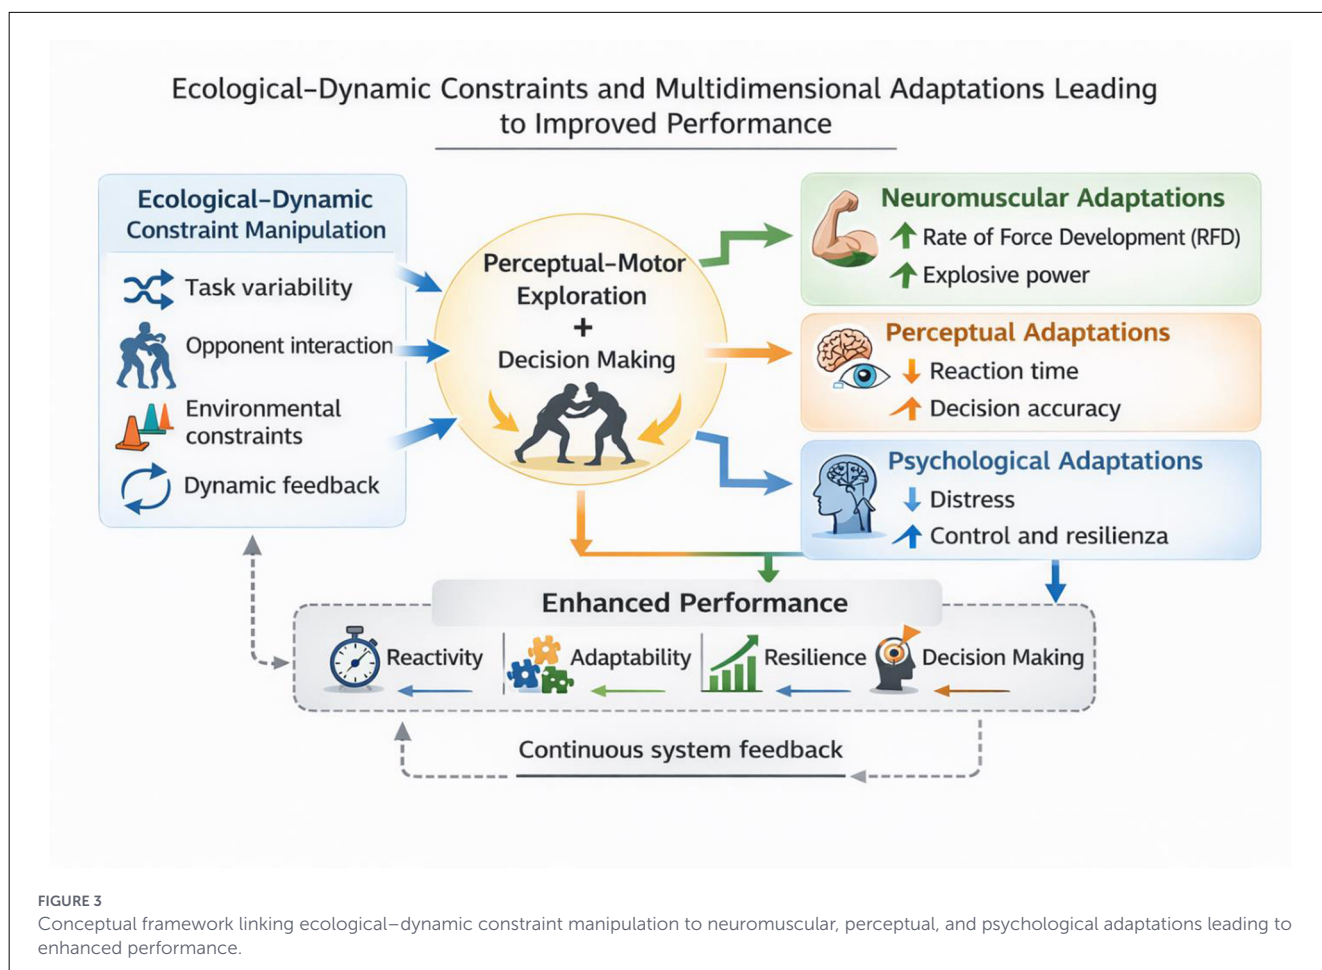 Ecological–Dynamic Constraints and Multidimensional Adaptations Leading
to Improved Performance
Ecological–Dynamic
Constraint Manipulation
Task variability
Opponent interaction
Environmental
constraints
Dynamic feedback
Perceptual–Motor
Exploration
+
Decision Making
Neuromuscular Adaptations
Rate of Force Development (RFD)
Explosive power
Perceptual Adaptations
Reaction time
Decision accuracy
Psychological Adaptations
Distress
Control and resilienza
Enhanced Performance
Reactivity
Adaptability
Resilience
Decision Making
Continuous system feedback
FIGURE 3
Conceptual framework linking ecological–dynamic constraint manipulation to neuromuscular, perceptual, and psychological adaptations leading to
enhanced performance.